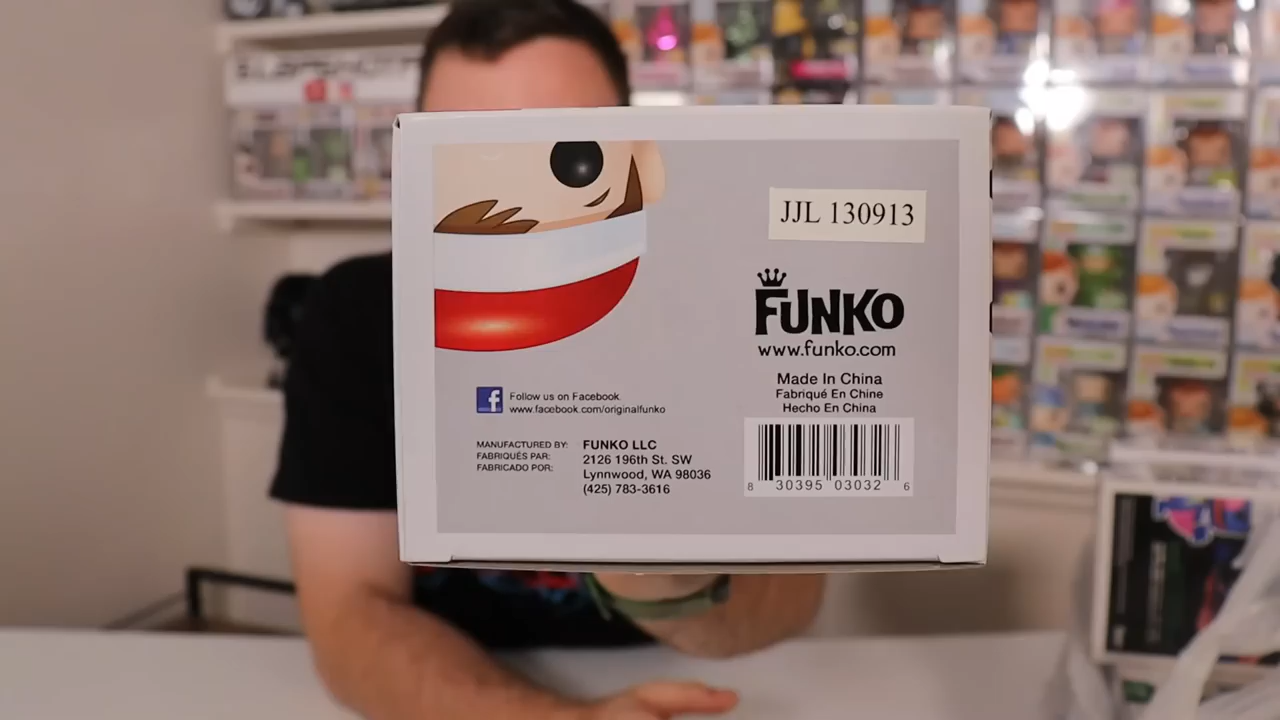 JJL 130913
FUNKO
www.funko.com
Made In China
Fabriqué En Chine
Hecho En China
Follow us on Facebook
www.facebook.com/originalfunko
MANUFACTURED BY:
FABRIQUÉS PAR:
FABRICADO POR:
FUNKO LLC
2126 196th St. SW
Lynnwood, WA 98036
(425) 783-3616
8 30395 03032 6